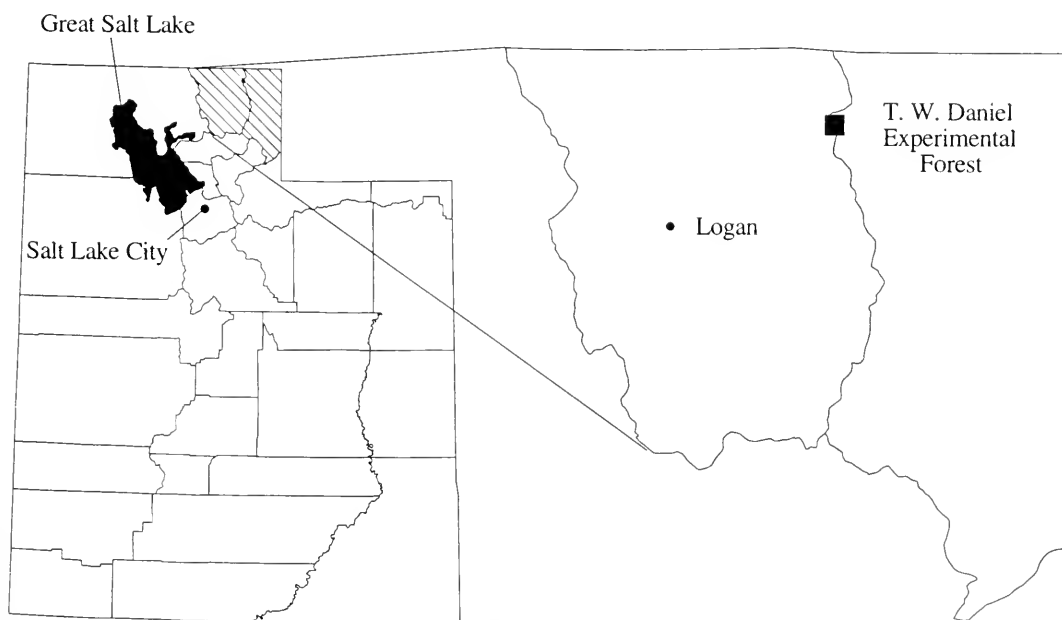 Great Salt Lake
T. W. Daniel
Experimental
Forest
Logan
Salt Lake City